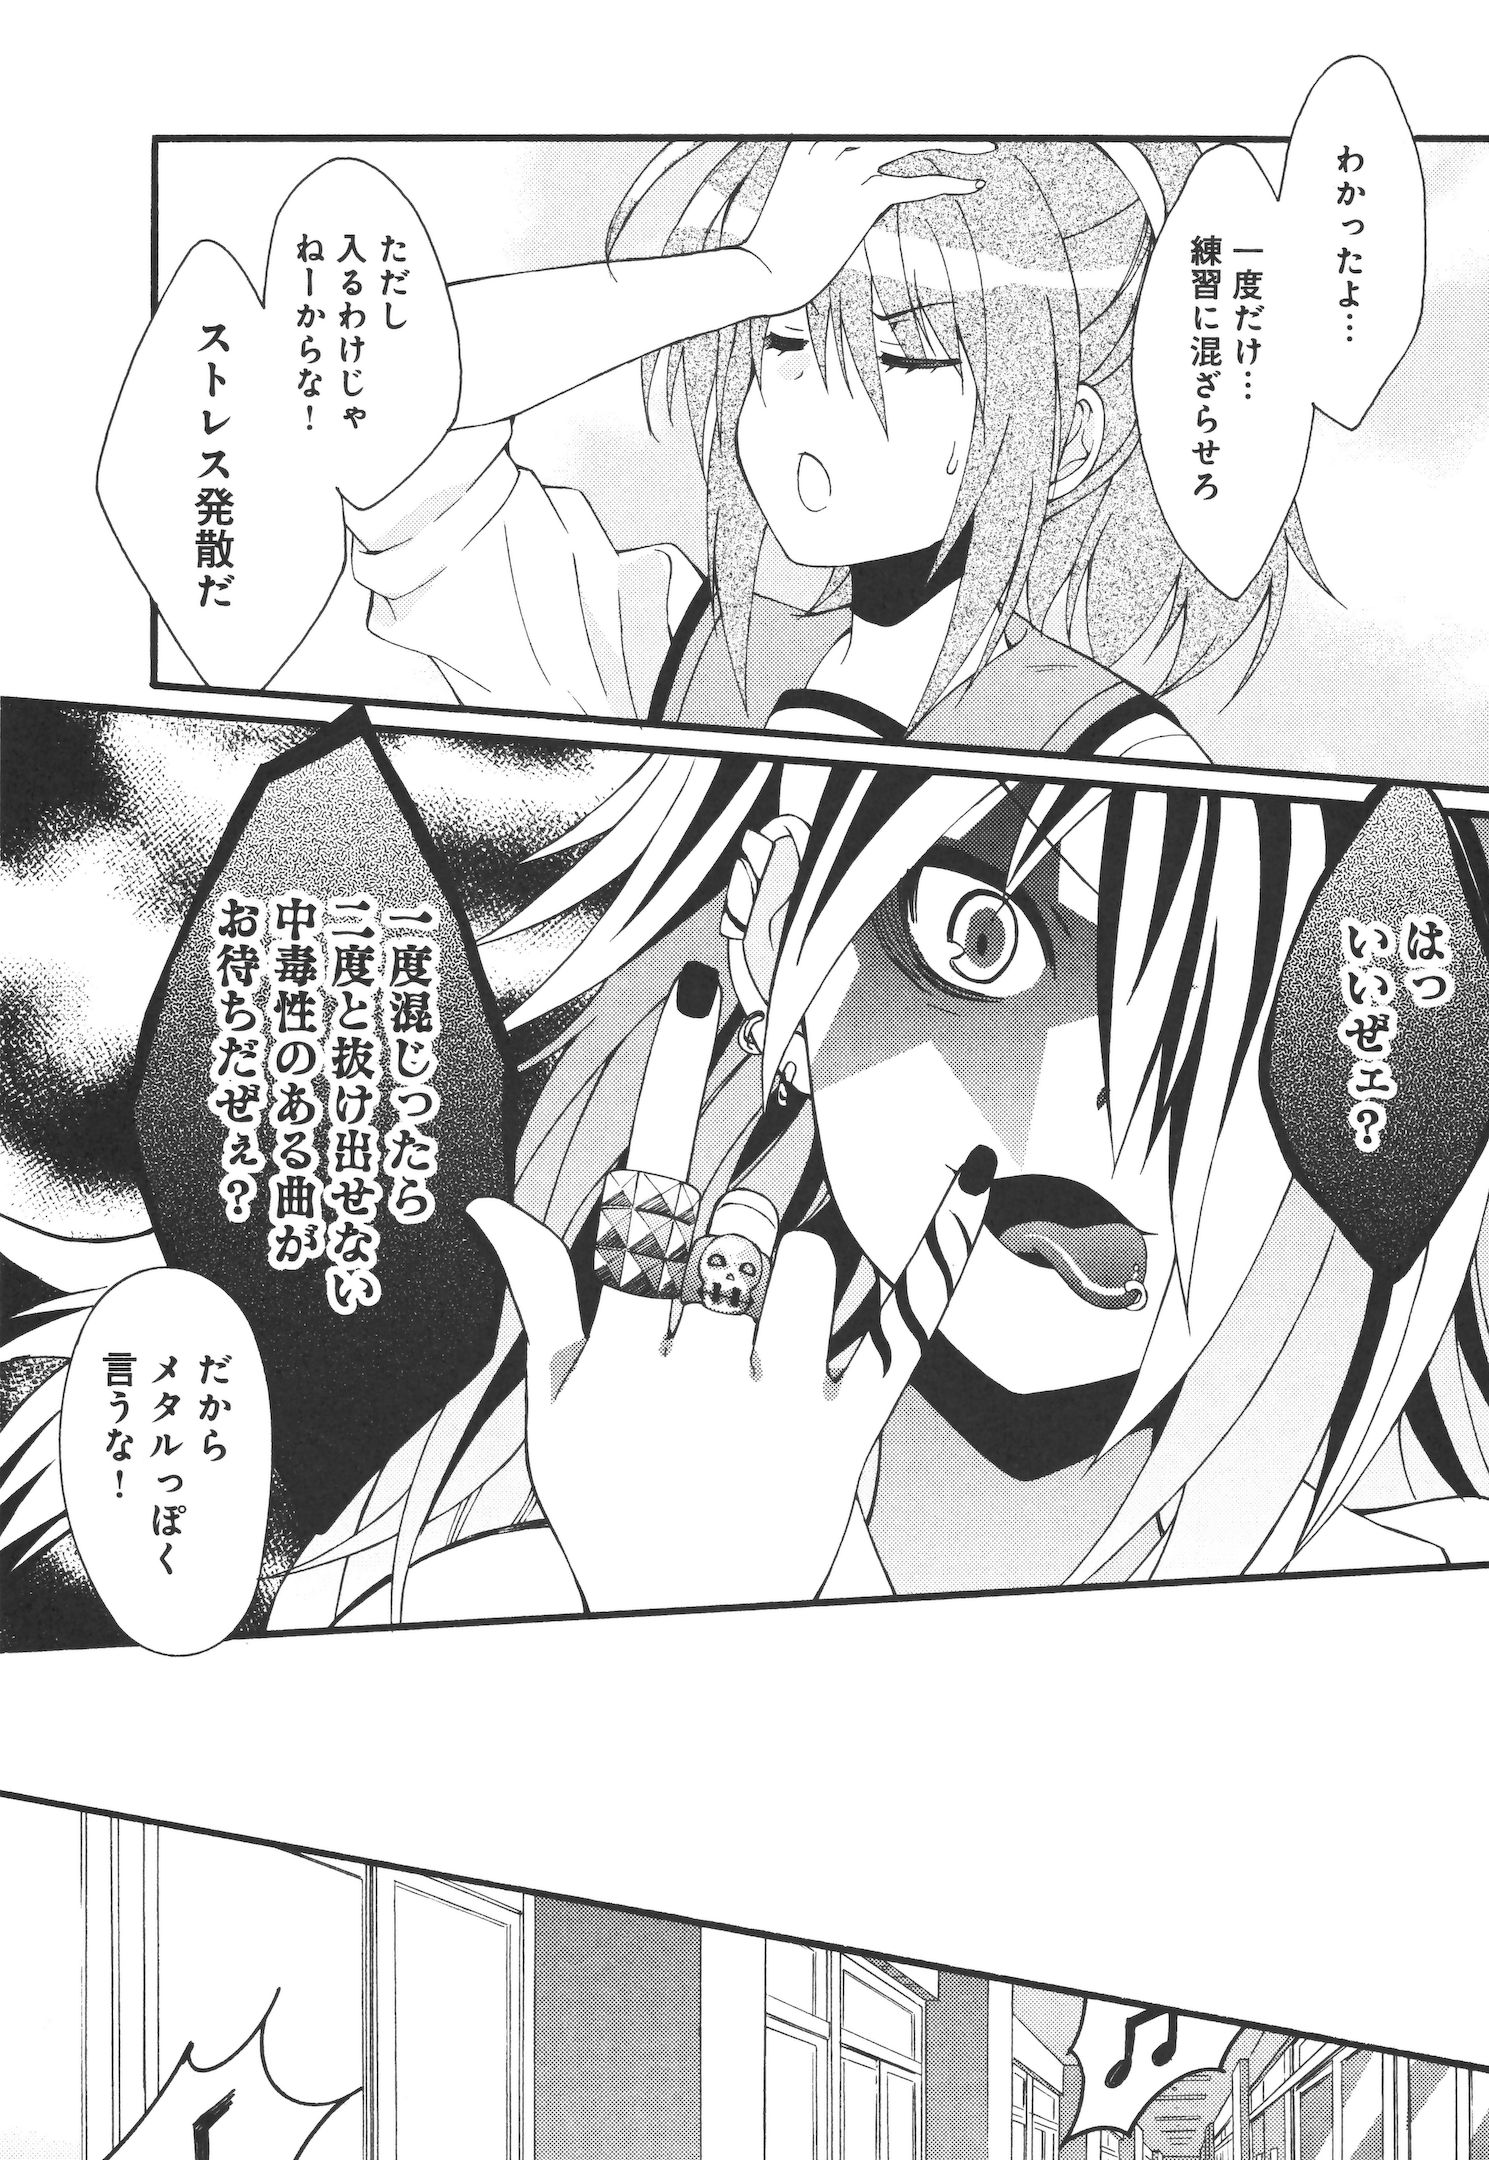 わかったよ…
一度だけ…
練習に混ざらせろ
ただし
入るわけじゃ
ねーからな！
ストレス発散だ
はっ
いいぜェ？
一度混じったら
二度と抜け出せない
中毒性のある曲が
お待ちだぜぇ？
だから
メタルっぽく
言うな！